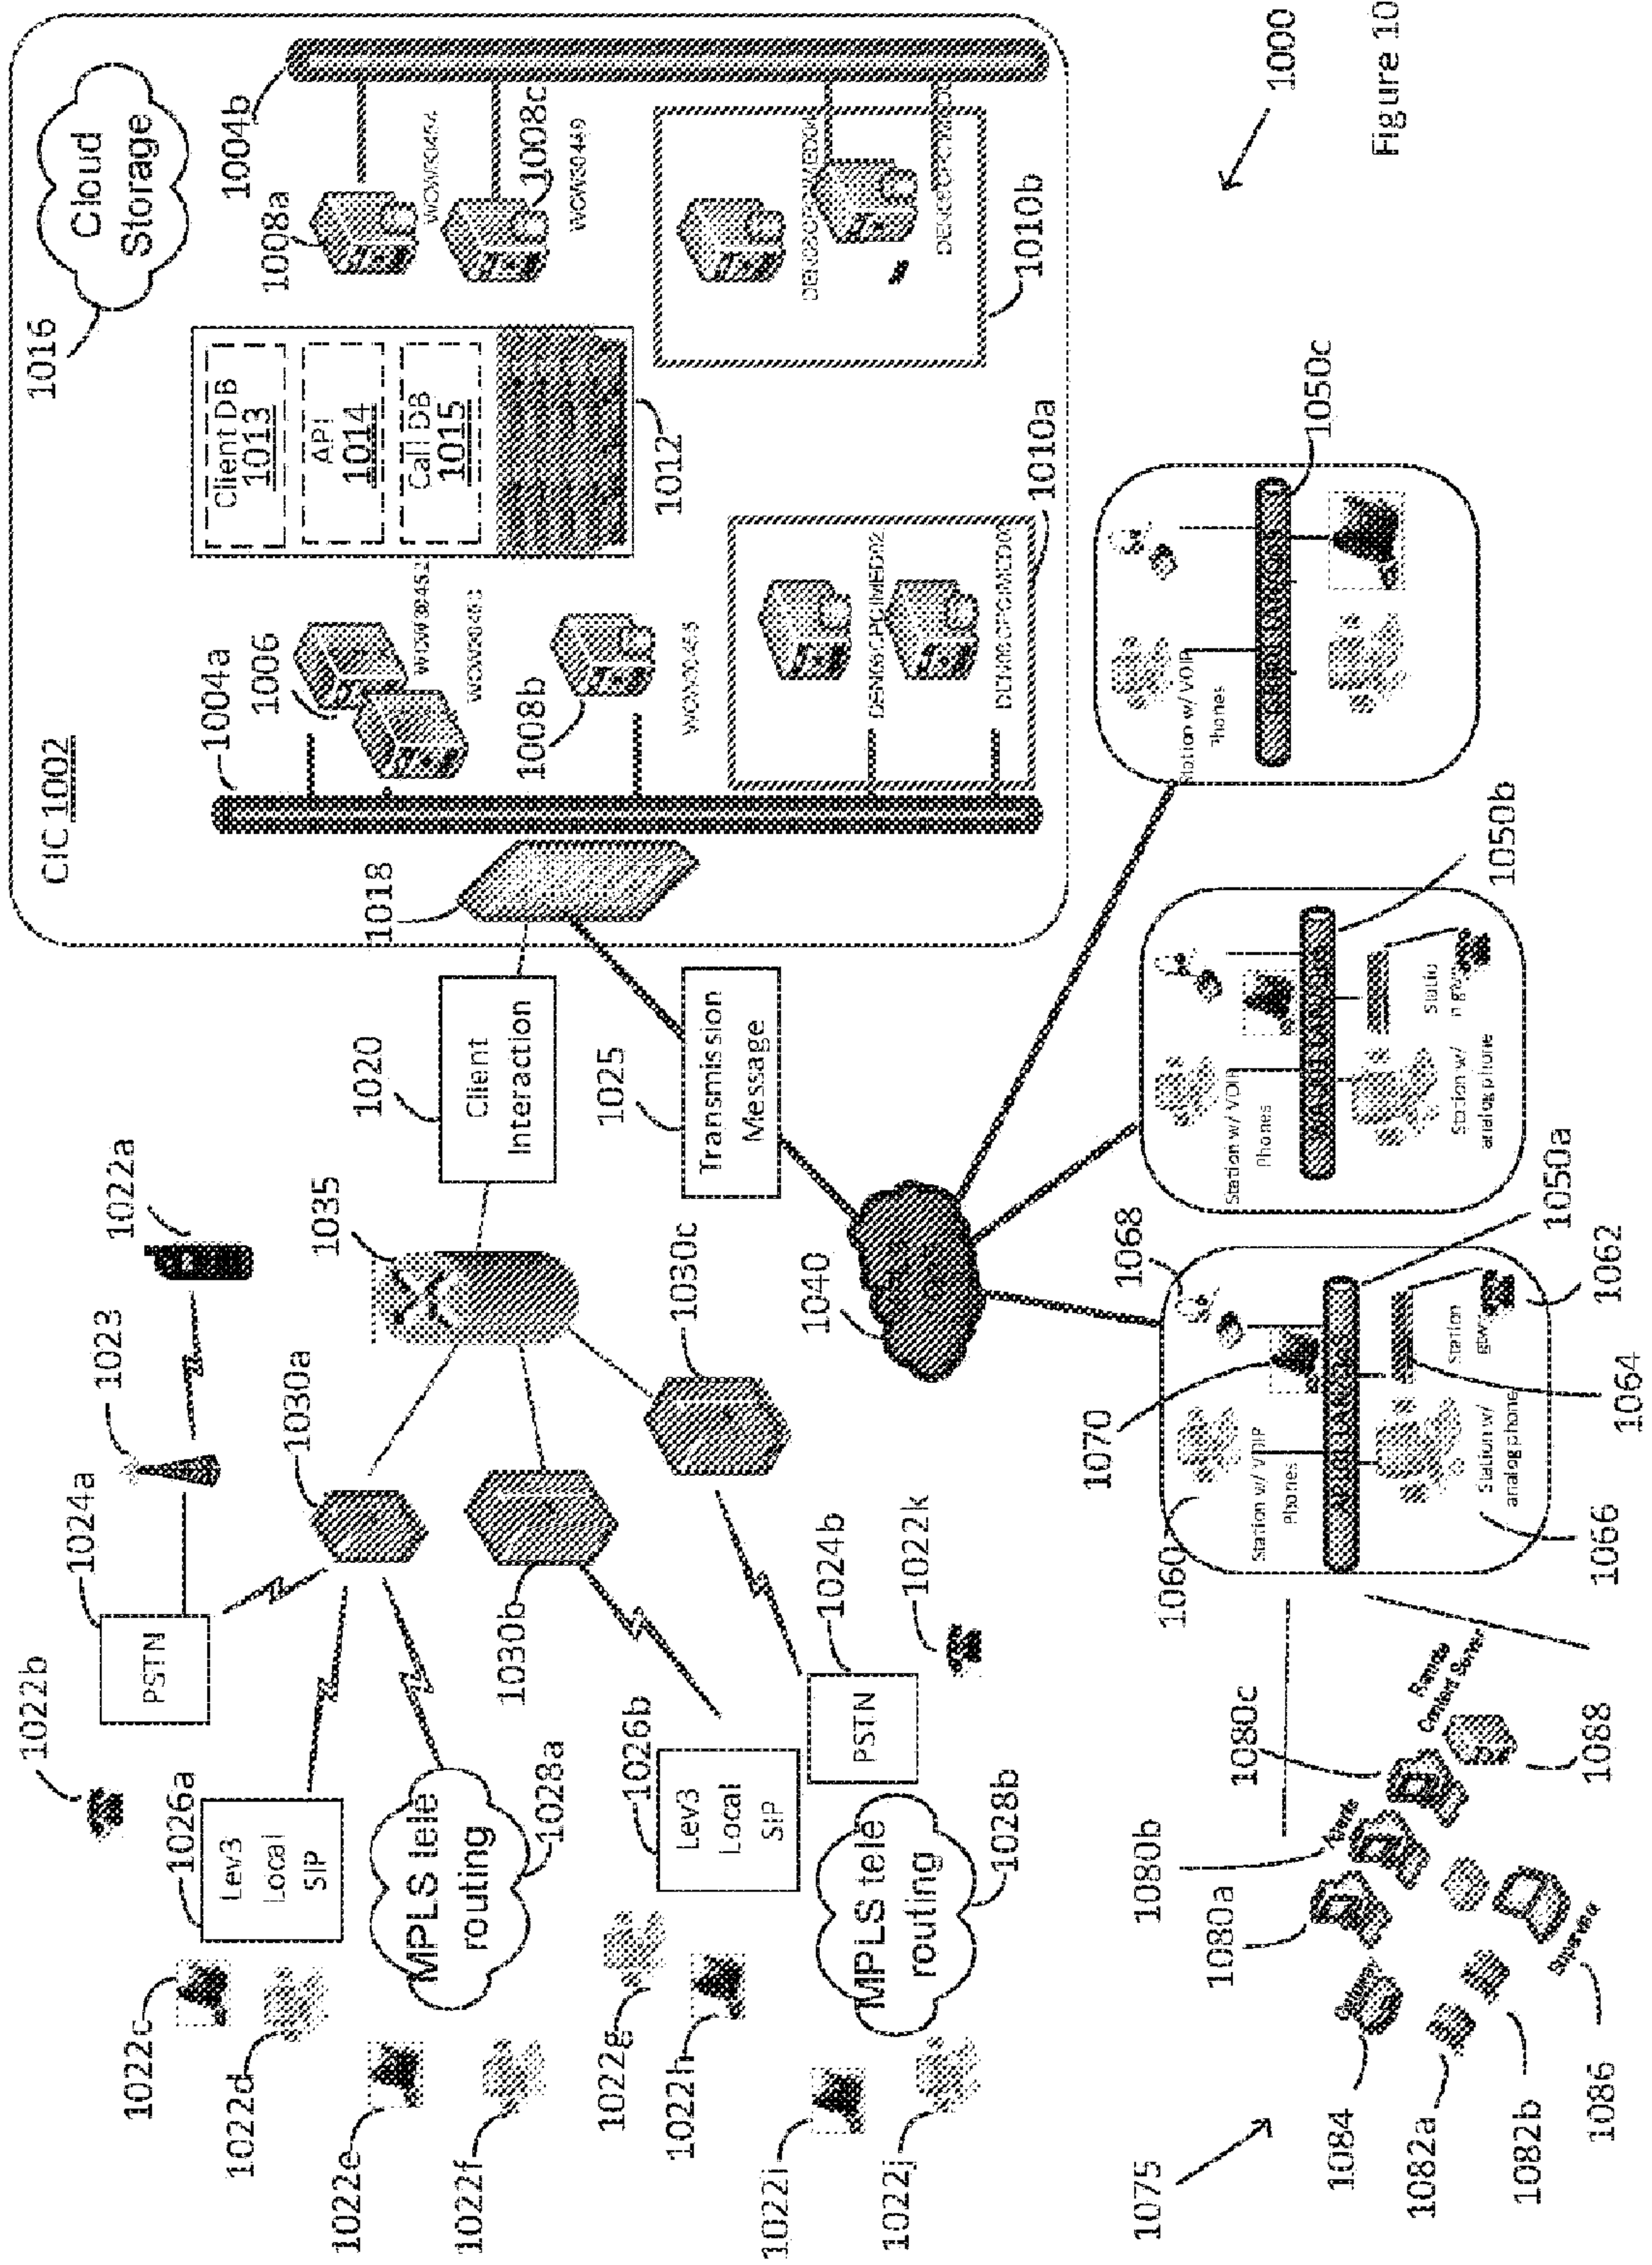 CIC 1002
1016
Cloud
Storage
1004a
1004b
1006
1008a
1008b
1008c
WOW30454
Client DB
1013
API
1014
Call DB
1015
1012
1010a
1010b
1018
1020
Client
Interaction
1025
Transmission
Message
1022a
1023
1024a
PSTN
1022b
1026a
Lev3
Local
SIP
1022c
1022d
MPLS tele
routing
1028a
1022e
1022f
1030a
1030b
1030c
1035
1026b
Lev3
Local
SIP
1024b
PSTN
1022k
1022g
1022h
MPLS tele
routing
1028b
1022i
1022j
1040
1050a
1050b
1050c
Station w/ VOIP
Phones
Station w/
analog phone
Station w/ VOIP
Phones
Station w/
analog phone
Station
Station w/ VOIP
1060
1062
1064
1066
1068
1070
1075
1080a
1080b
1080c
1082a
1082b
1084
1086
1088
Remote
Content Server
1000
Figure 10